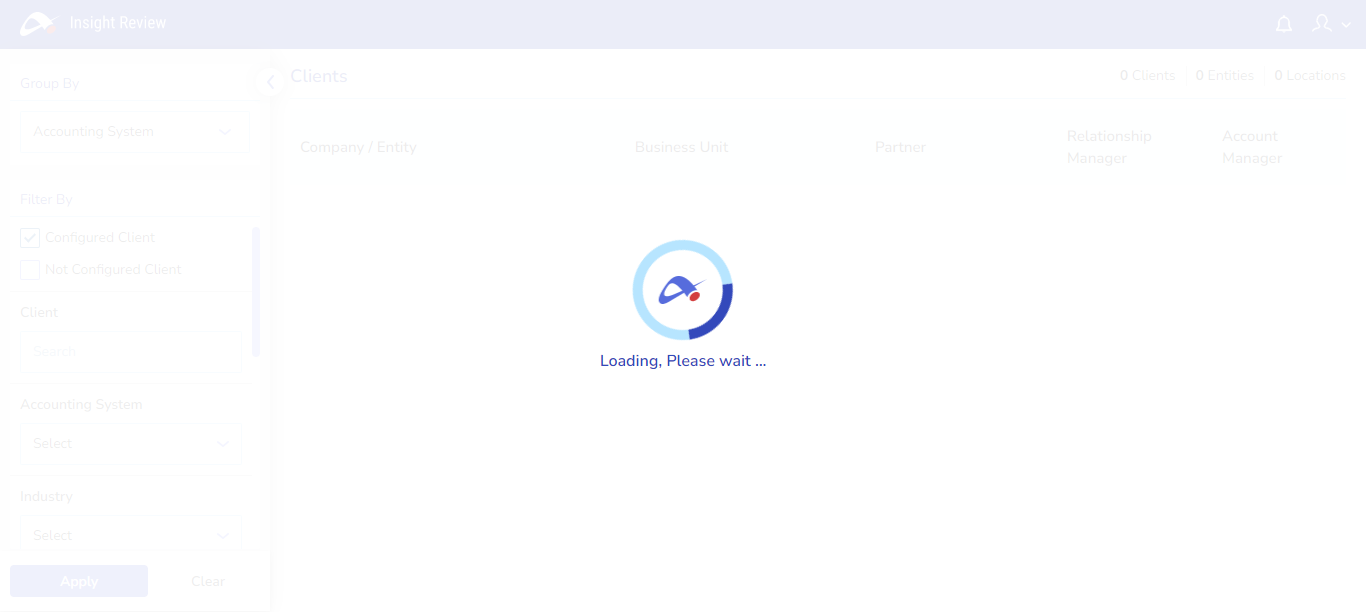 Insight Review
Group By
Accounting System
Filter By
Configured Client
Not Configured Client
Client
Search
Accounting System
Select
Industry
Select
Apply Clear
Clients
0 Clients 0 Entities 0 Locations
Company / Entity Business Unit Partner Relationship Manager Account Manager
Loading, Please wait ...